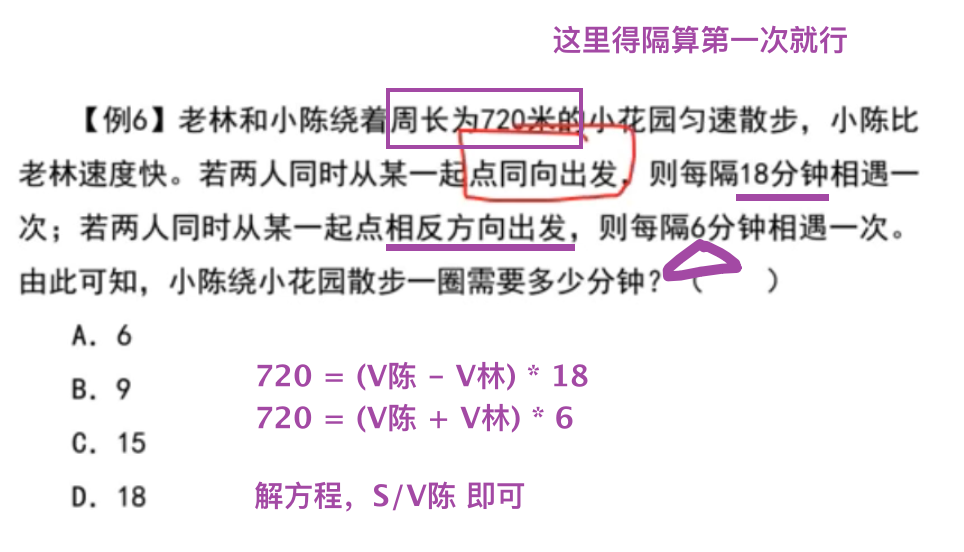 这里得隔算第一次就行
【例6】老林和小陈绕着周长为720米的小花园匀速散步，小陈比
老林速度快。若两人同时从某一起点同向出发，则每隔18分钟相遇一
次；若两人同时从某一起点相反方向出发，则每隔6分钟相遇一次。
由此可知，小陈绕小花园散步一圈需要多少分钟？（　　）
A. 6
B. 9
C. 15
D. 18
720 = (V陈 - V林) * 18
720 = (V陈 + V林) * 6
解方程，S/V陈 即可